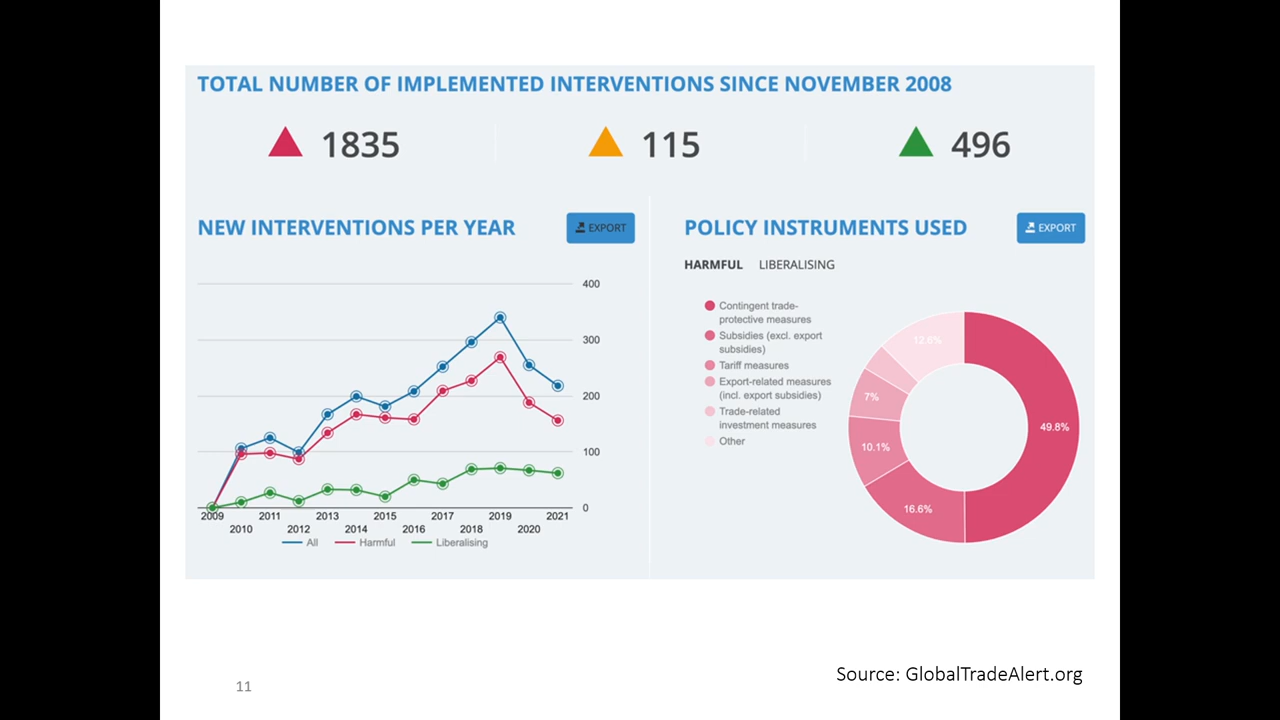 TOTAL NUMBER OF IMPLEMENTED INTERVENTIONS SINCE NOVEMBER 2008
1835
115
496
NEW INTERVENTIONS PER YEAR
EXPORT
400
300
200
100
0
2009
2010
2011
2012
2013
2014
2015
2016
2017
2018
2019
2020
2021
All
Harmful
Liberalising
POLICY INSTRUMENTS USED
EXPORT
HARMFUL
LIBERALISING
Contingent trade-
protective measures
Subsidies (excl. export
subsidies)
Tariff measures
Export-related measures
(incl. export subsidies)
Trade-related
investment measures
Other
12.6%
7%
10.1%
16.6%
49.8%
Source: GlobalTradeAlert.org
11